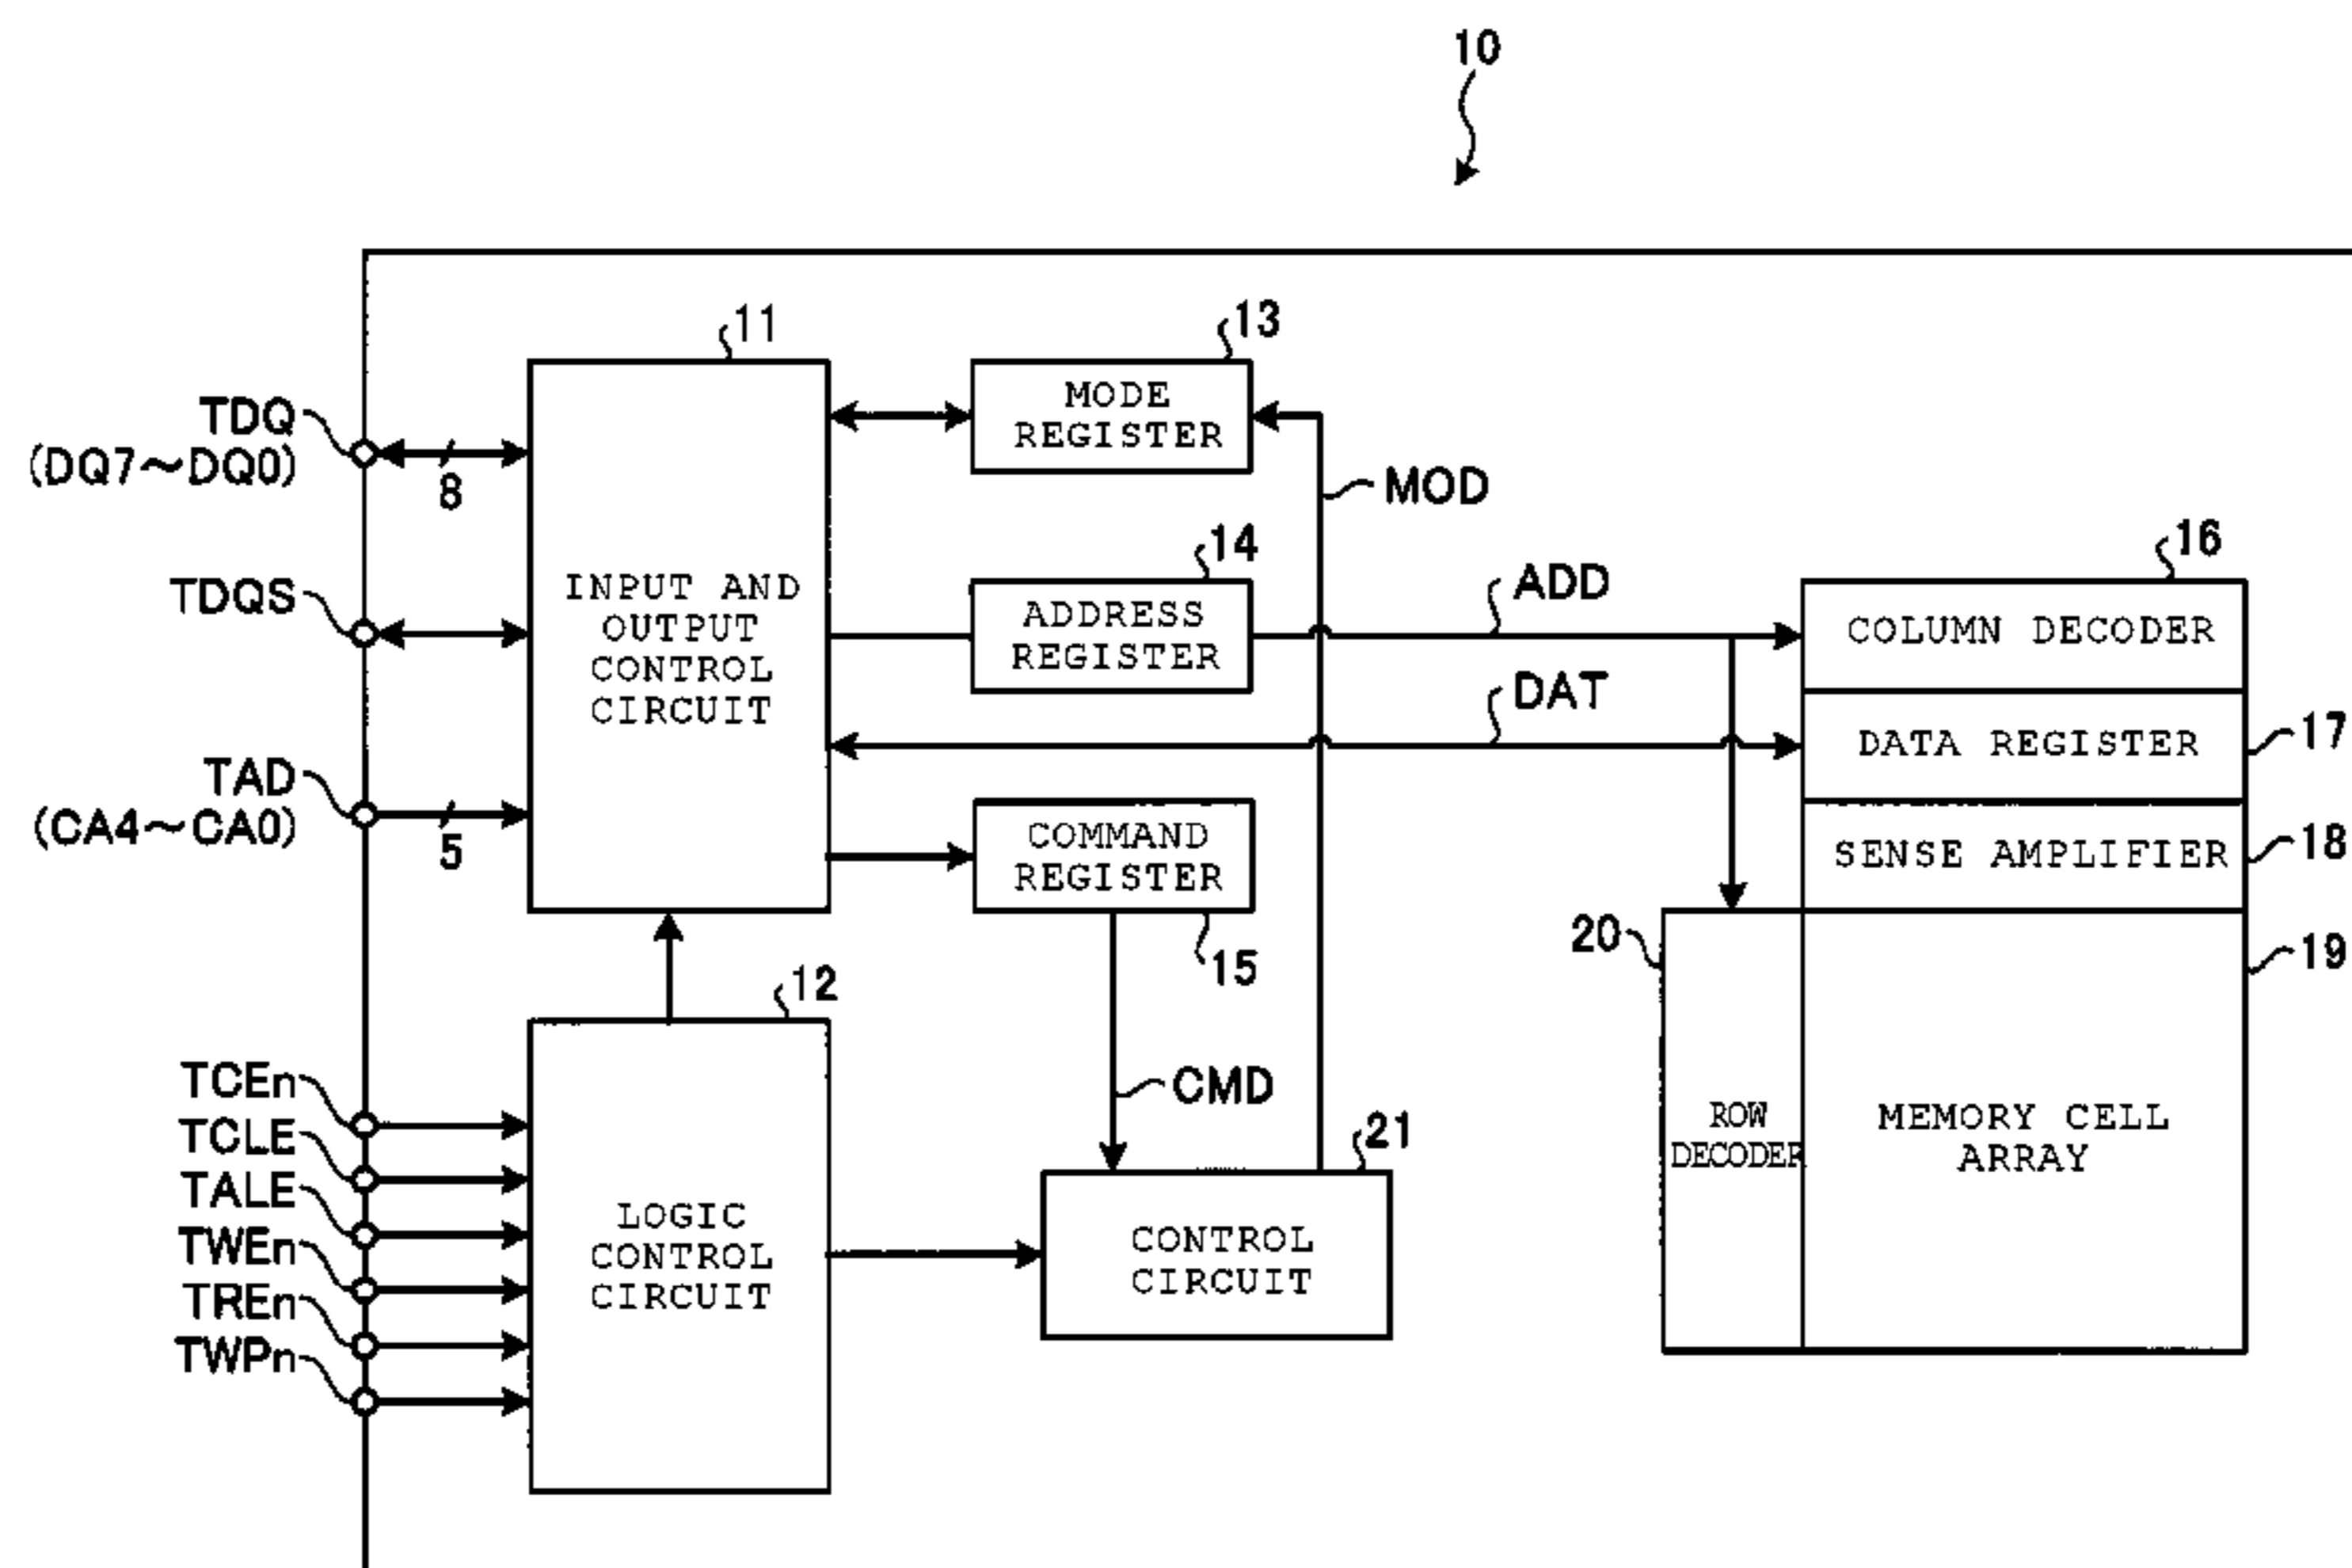 10
11
13
TDQ
(DQ7~DQ0)
8
MODE
REGISTER
MOD
14
16
TDQS
INPUT AND
OUTPUT
CONTROL
CIRCUIT
ADDRESS
REGISTER
ADD
COLUMN DECODER
DAT
DATA REGISTER
17
TAD
(CA4~CA0)
5
COMMAND
REGISTER
SENSE AMPLIFIER
18
15
20
19
12
TCEn
TCLE
TALE
TWEn
TREn
TWPn
CMD
21
LOGIC
CONTROL
CIRCUIT
CONTROL
CIRCUIT
ROW
DECODER
MEMORY CELL
ARRAY